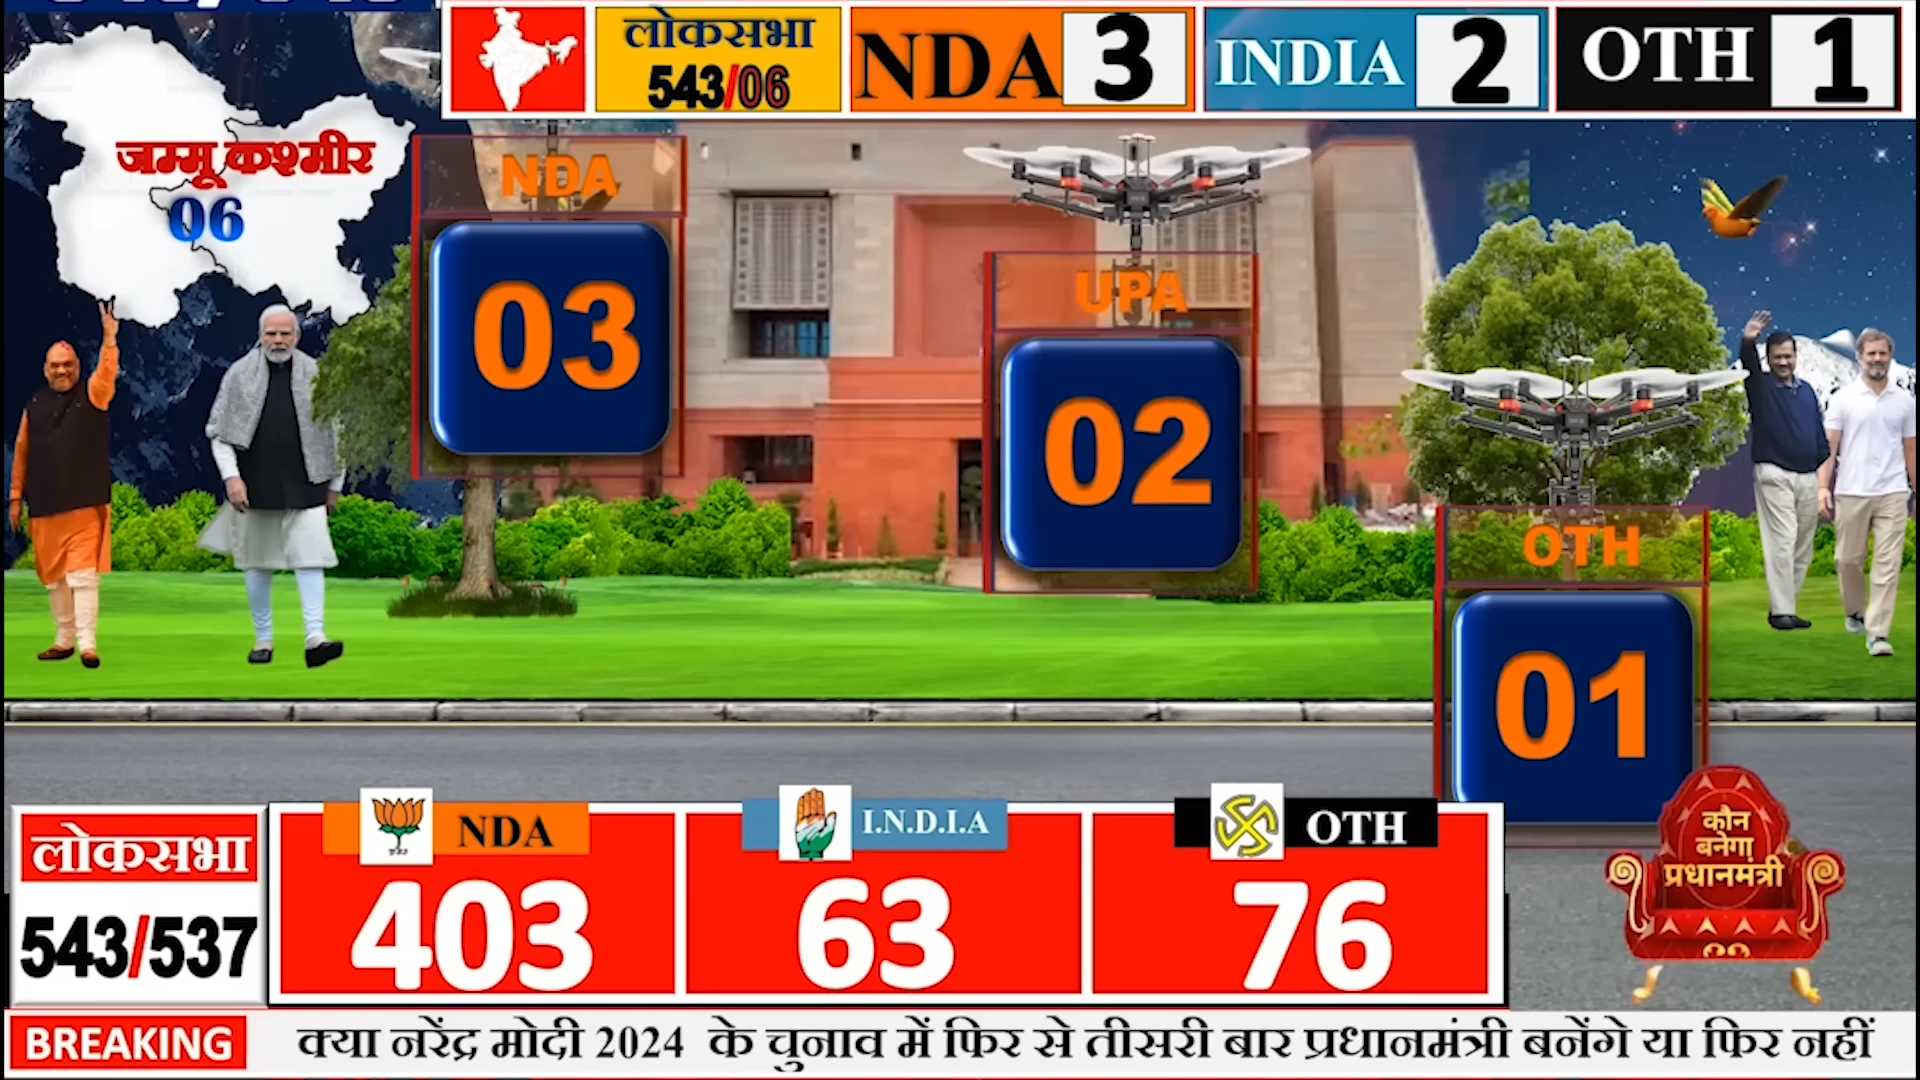 लोकसभा
543/06
NDA 3
INDIA 2
OTH 1
जम्मू कश्मीर
06
NDA
03
UPA
02
OTH
01
लोकसभा
543/537
NDA
403
I.N.D.I.A
63
OTH
76
कौन
बनेगा
प्रधानमंत्री
BREAKING क्या नरेंद्र मोदी 2024 के चुनाव में फिर से तीसरी बार प्रधानमंत्री बनेंगे या फिर नहीं